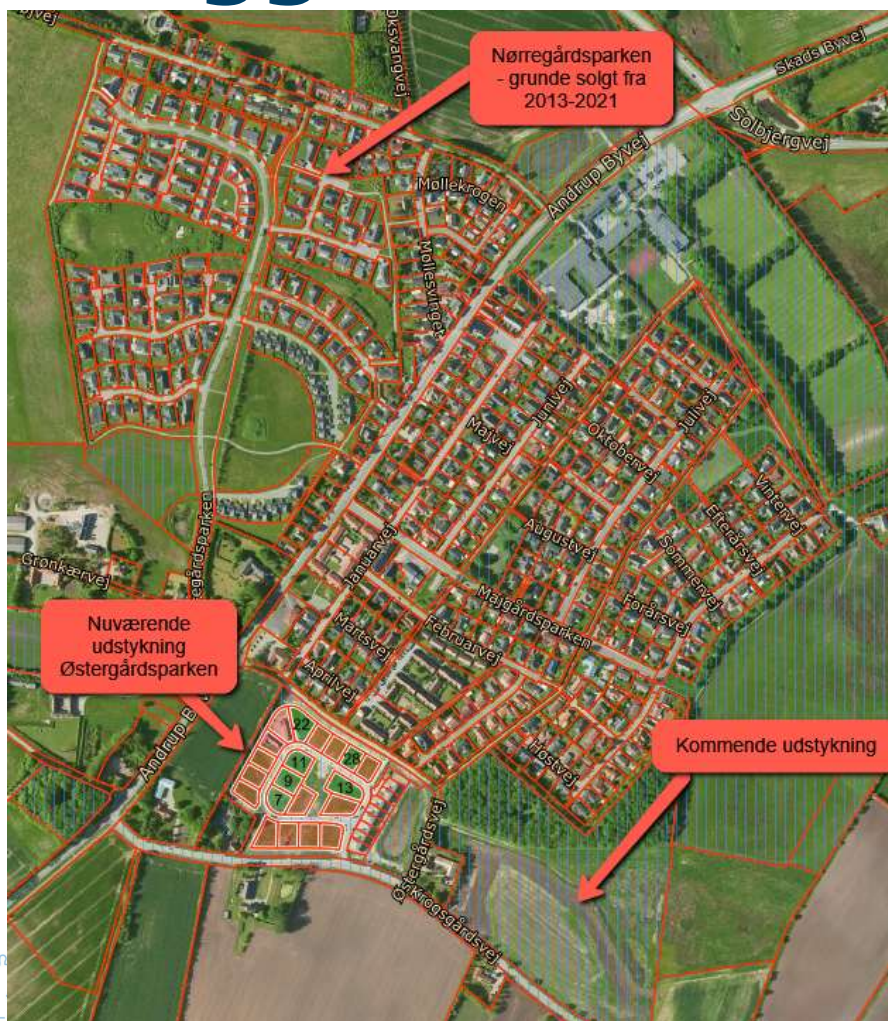 Nørregårdsparken
- grunde solgt fra
2013-2021
Skads Byvej
Solbjergvej
Andrup Byvej
Møllekrogen
Møllesvinget
Junivej
Majvej
Oktobervej
Julivej
Vintervej
Efterårsvej
Sommervej
Augustvej
Forårsvej
Januarvej
Majgårdsparken
Grønkærvej
Nuværende
udstykning
Østergårdsparken
Martsvej
Februarvej
Aprilvej
Høstvej
Kommende udstykning
22
28
11
9
13
7
Østergårdsvej
Krogsgårdsvej